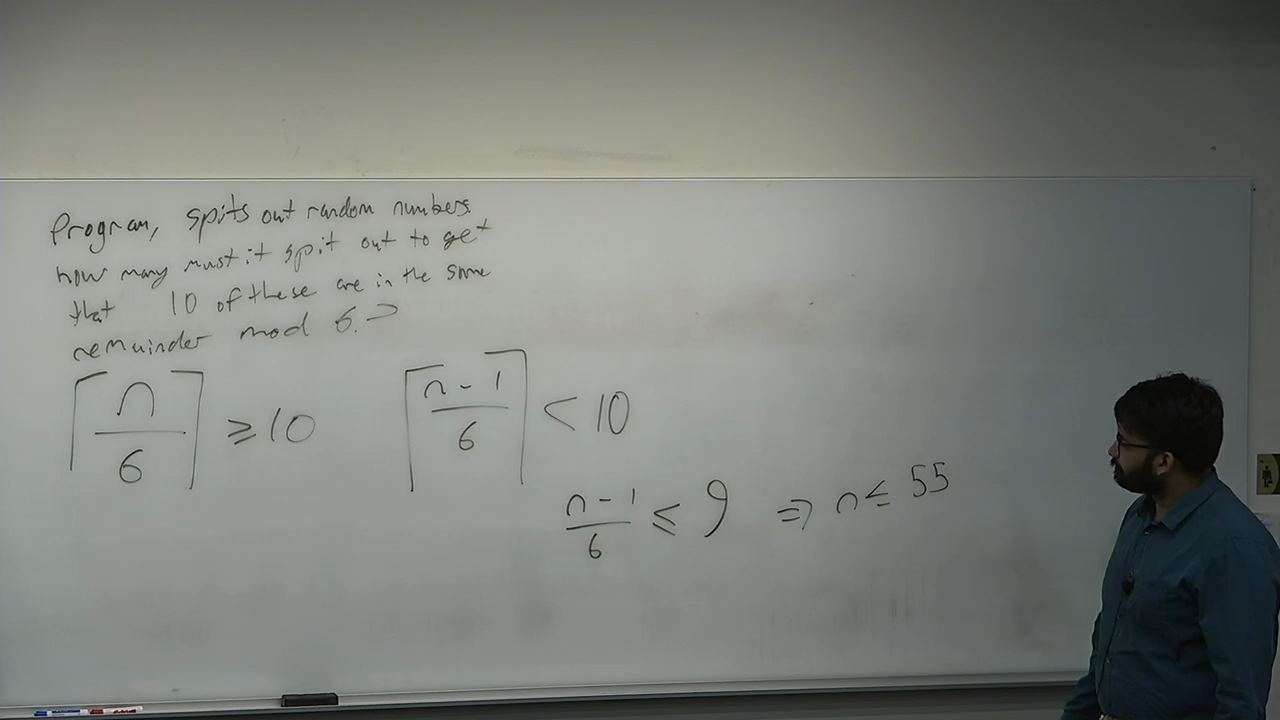 Program, spits out random numbers.
how many must it spit out to get
that 10 of these are in the same
remainder mod 6.?
⌈n/6⌉ ≥ 10 ⌈(n-1)/6⌉ < 10
(n-1)/6 ≤ 9 ⇒ n ≤ 55